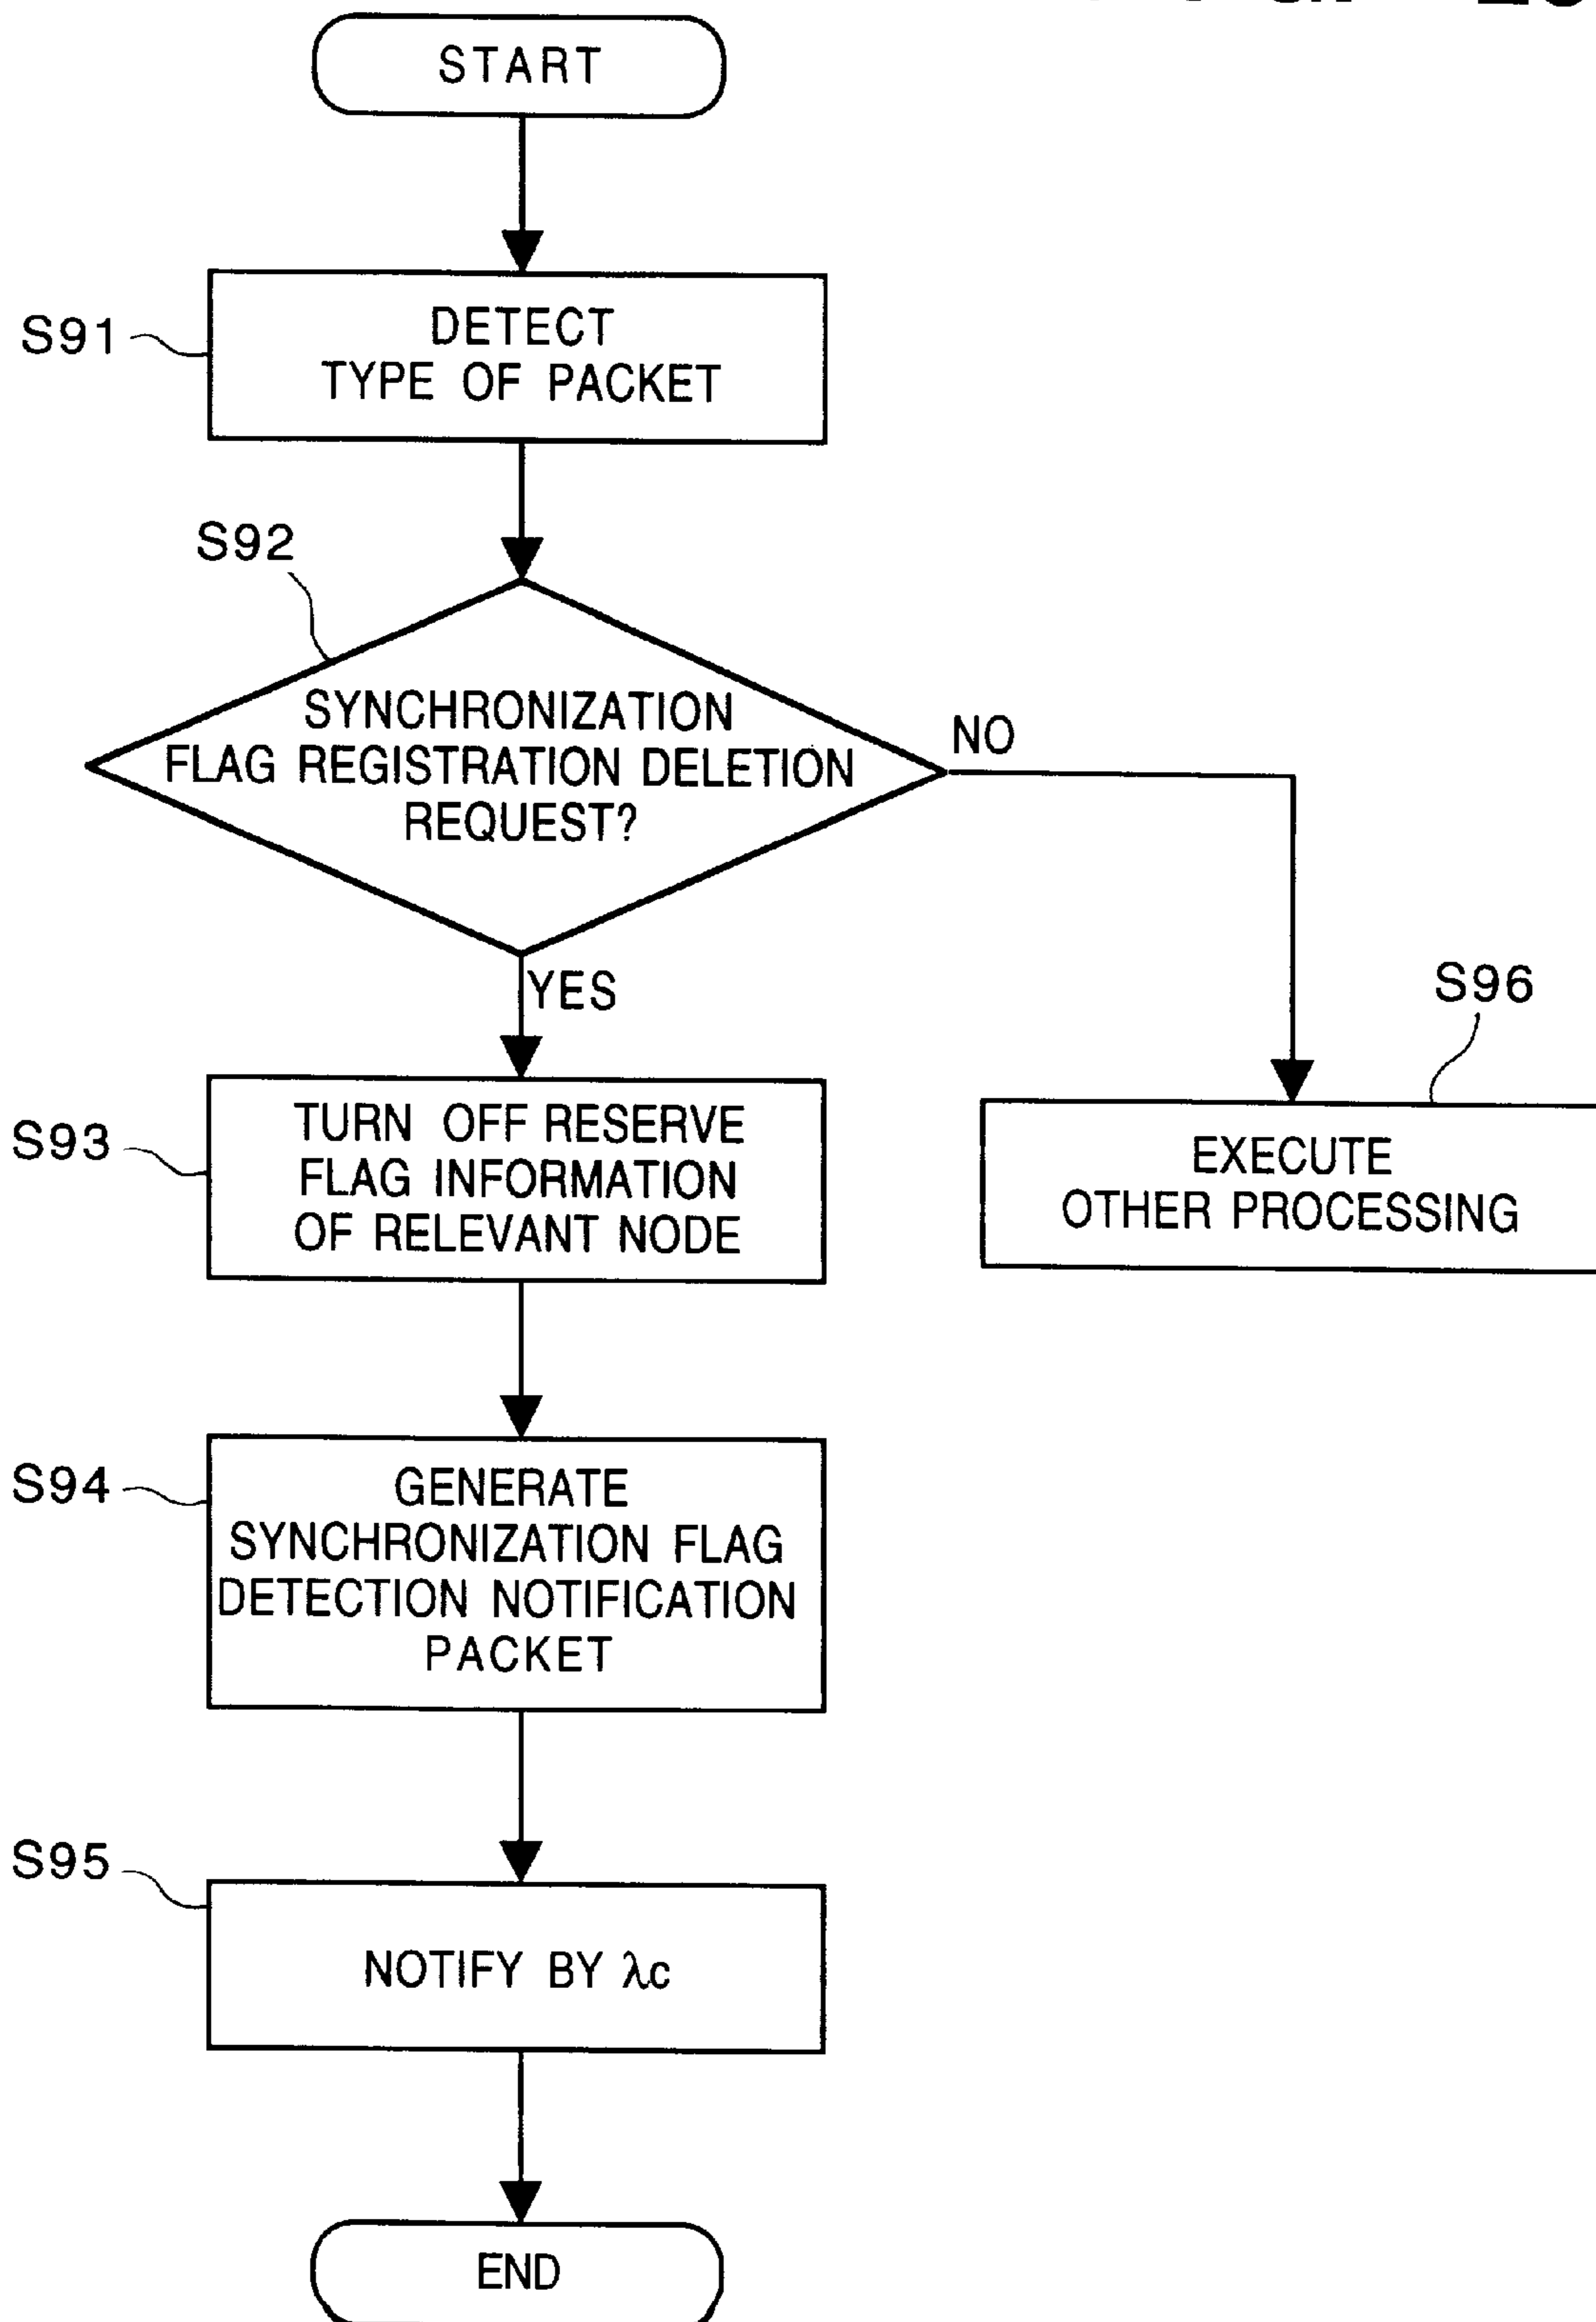 START
S91
DETECT
TYPE OF PACKET
S92
SYNCHRONIZATION
FLAG REGISTRATION DELETION
REQUEST?
NO
YES
S96
EXECUTE
OTHER PROCESSING
S93
TURN OFF RESERVE
FLAG INFORMATION
OF RELEVANT NODE
S94
GENERATE
SYNCHRONIZATION FLAG
DETECTION NOTIFICATION
PACKET
S95
NOTIFY BY λc
END